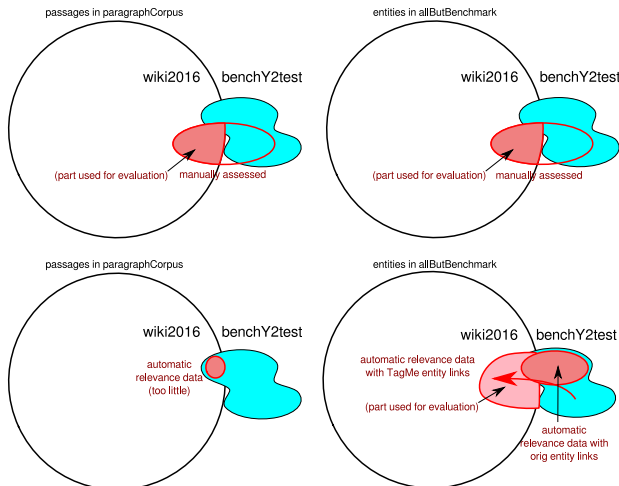 passages in paragraphCorpus
wiki2016 benchY2test
(part used for evaluation) manually assessed
entities in allButBenchmark
wiki2016 benchY2test
(part used for evaluation) manually assessed
passages in paragraphCorpus
wiki2016 benchY2test
automatic
relevance data
(too little)
entities in allButBenchmark
wiki2016 benchY2test
automatic relevance data
with TagMe entity links
(part used for evaluation)
automatic
relevance data with
orig entity links